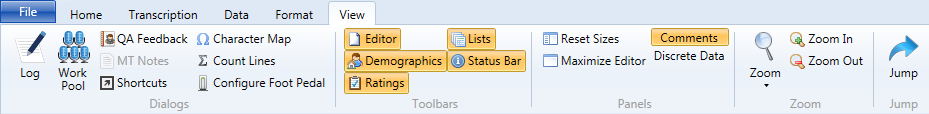 File Home Transcription Data Format View
Log
Work Pool
QA Feedback
MT Notes
Shortcuts
Character Map
Count Lines
Configure Foot Pedal
Dialogs
Editor
Demographics
Ratings
Lists
Status Bar
Toolbars
Reset Sizes
Maximize Editor
Comments
Discrete Data
Panels
Zoom
Zoom In
Zoom Out
Zoom
Jump
Jump